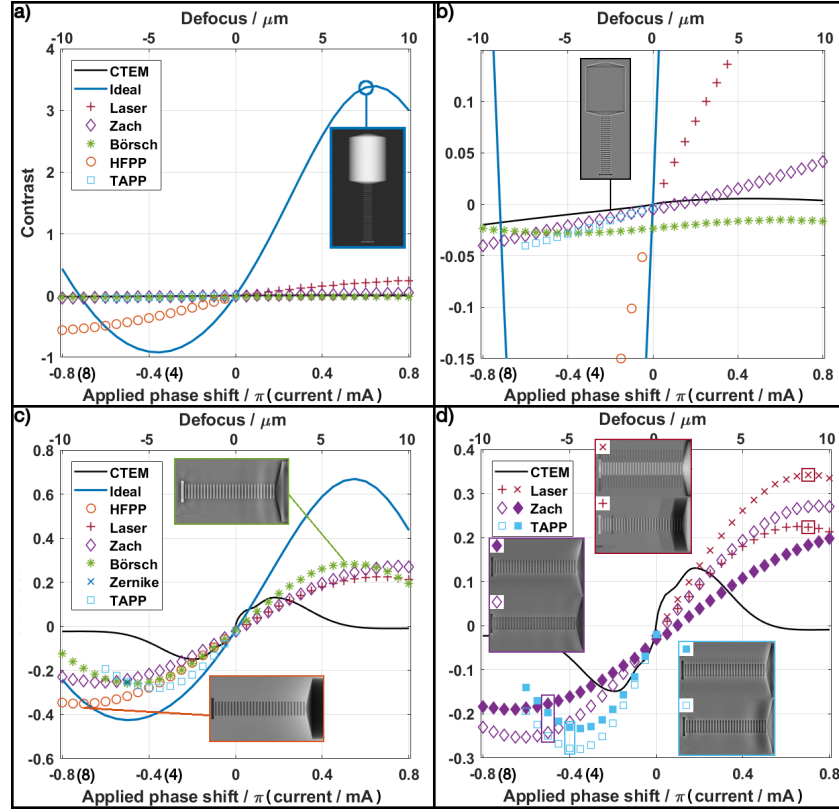 a)
Defocus / μm
-10 -5 0 5 10
4
3
2
1
0
-1
Contrast
CTEM
Ideal
Laser
Zach
Börsch
HFPP
TAPP
-0.8 (8) -0.4 (4) 0 0.4 0.8
Applied phase shift / π (current / mA)
b)
Defocus / μm
-10 -5 0 5 10
0.1
0.05
0
-0.05
-0.1
-0.15
-0.8 (8) -0.4 (4) 0 0.4 0.8
Applied phase shift / π (current / mA)
c)
Defocus / μm
-10 -5 0 5 10
0.8
0.6
0.4
0.2
0
-0.2
-0.4
-0.6
CTEM
Ideal
HFPP
Laser
Zach
Börsch
Zernike
TAPP
-0.8 (8) -0.4 (4) 0 0.4 0.8
Applied phase shift / π (current / mA)
d)
Defocus / μm
-10 -5 0 5 10
0.4
0.3
0.2
0.1
0
-0.1
-0.2
-0.3
CTEM
Laser
Zach
TAPP
-0.8 (8) -0.4 (4) 0 0.4 0.8
Applied phase shift / π (current / mA)